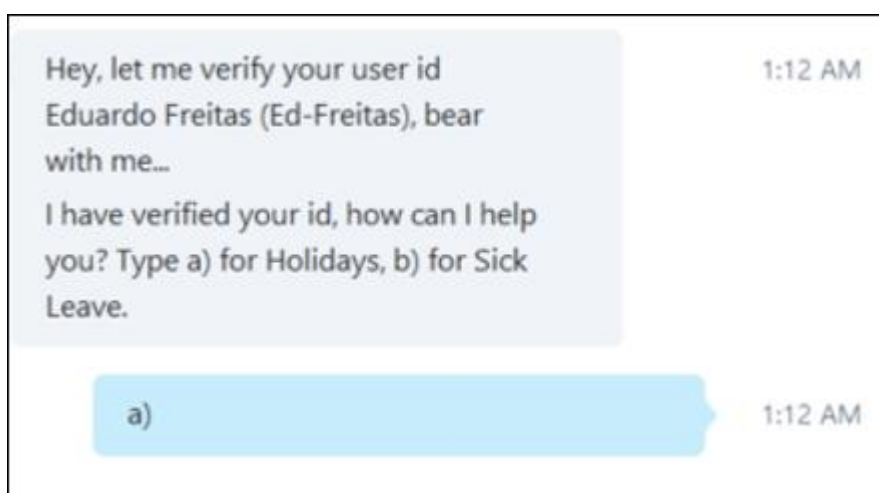 Hey, let me verify your user id
1:12 AM
Eduardo Freitas (Ed-Freitas), bear
with me...
I have verified your id, how can I help
you? Type a) for Holidays, b) for Sick
Leave.
a)
1:12 AM